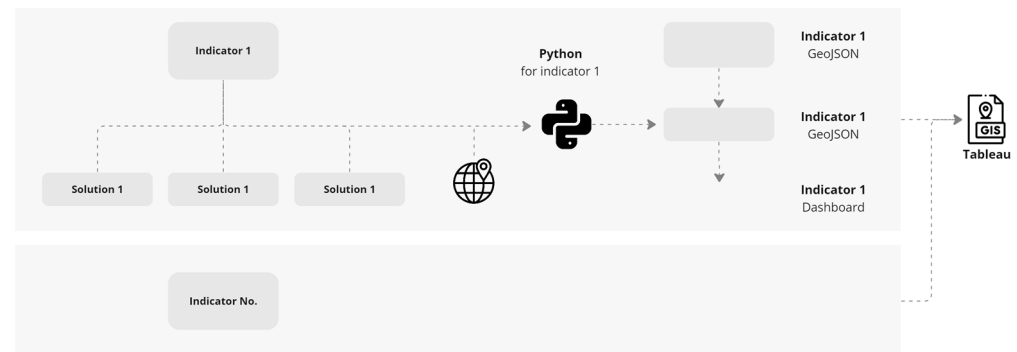 Indicator 1
Python
for indicator 1
Indicator 1
GeoJSON
Indicator 1
GeoJSON
GIS
Tableau
Solution 1
Solution 1
Solution 1
Indicator 1
Dashboard
Indicator No.